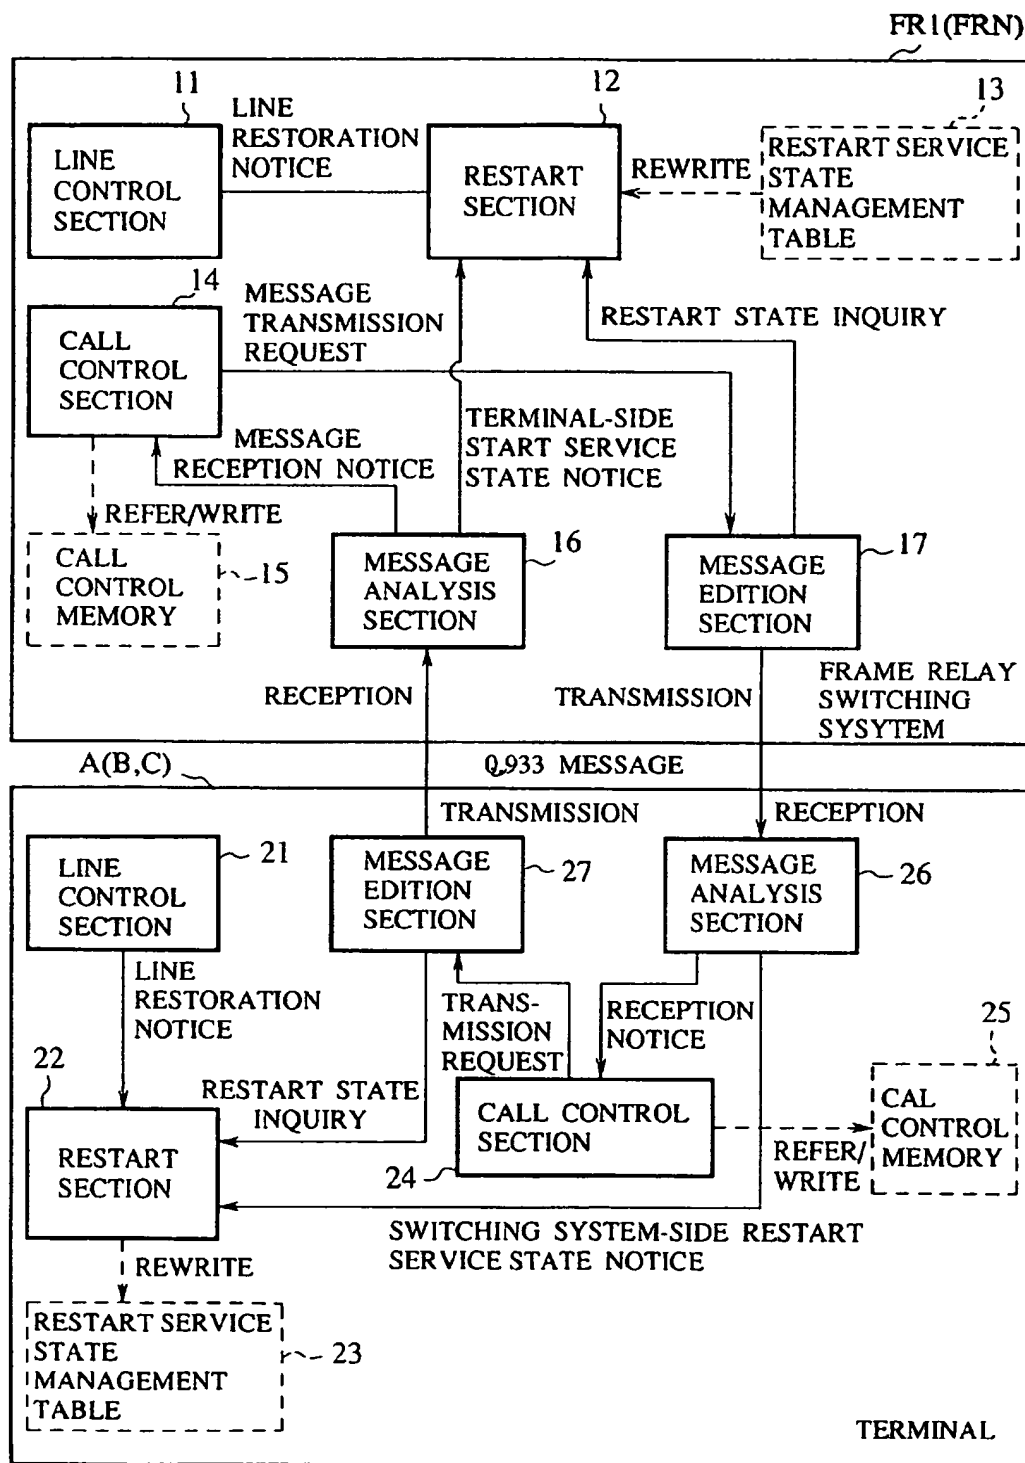 FR1(FRN)
11
LINE
CONTROL
SECTION
LINE
RESTORATION
NOTICE
12
RESTART
SECTION
REWRITE
13
RESTART SERVICE
STATE
MANAGEMENT
TABLE
14
CALL
CONTROL
SECTION
MESSAGE
TRANSMISSION
REQUEST
RESTART STATE INQUIRY
MESSAGE
RECEPTION NOTICE
TERMINAL-SIDE
START SERVICE
STATE NOTICE
REFER/WRITE
CALL
CONTROL
MEMORY
15
MESSAGE
ANALYSIS
SECTION
16
MESSAGE
EDITION
SECTION
17
RECEPTION
TRANSMISSION
FRAME RELAY
SWITCHING
SYSYTEM
A(B,C)
Q,933 MESSAGE
TRANSMISSION
RECEPTION
LINE
CONTROL
SECTION
21
MESSAGE
EDITION
SECTION
27
MESSAGE
ANALYSIS
SECTION
26
LINE
RESTORATION
NOTICE
TRANS-
MISSION
REQUEST
RECEPTION
NOTICE
25
CAL
CONTROL
MEMORY
22
RESTART
SECTION
RESTART STATE
INQUIRY
CALL CONTROL
SECTION
24
REFER/
WRITE
SWITCHING SYSTEM-SIDE RESTART
SERVICE STATE NOTICE
REWRITE
RESTART SERVICE
STATE
MANAGEMENT
TABLE
23
TERMINAL